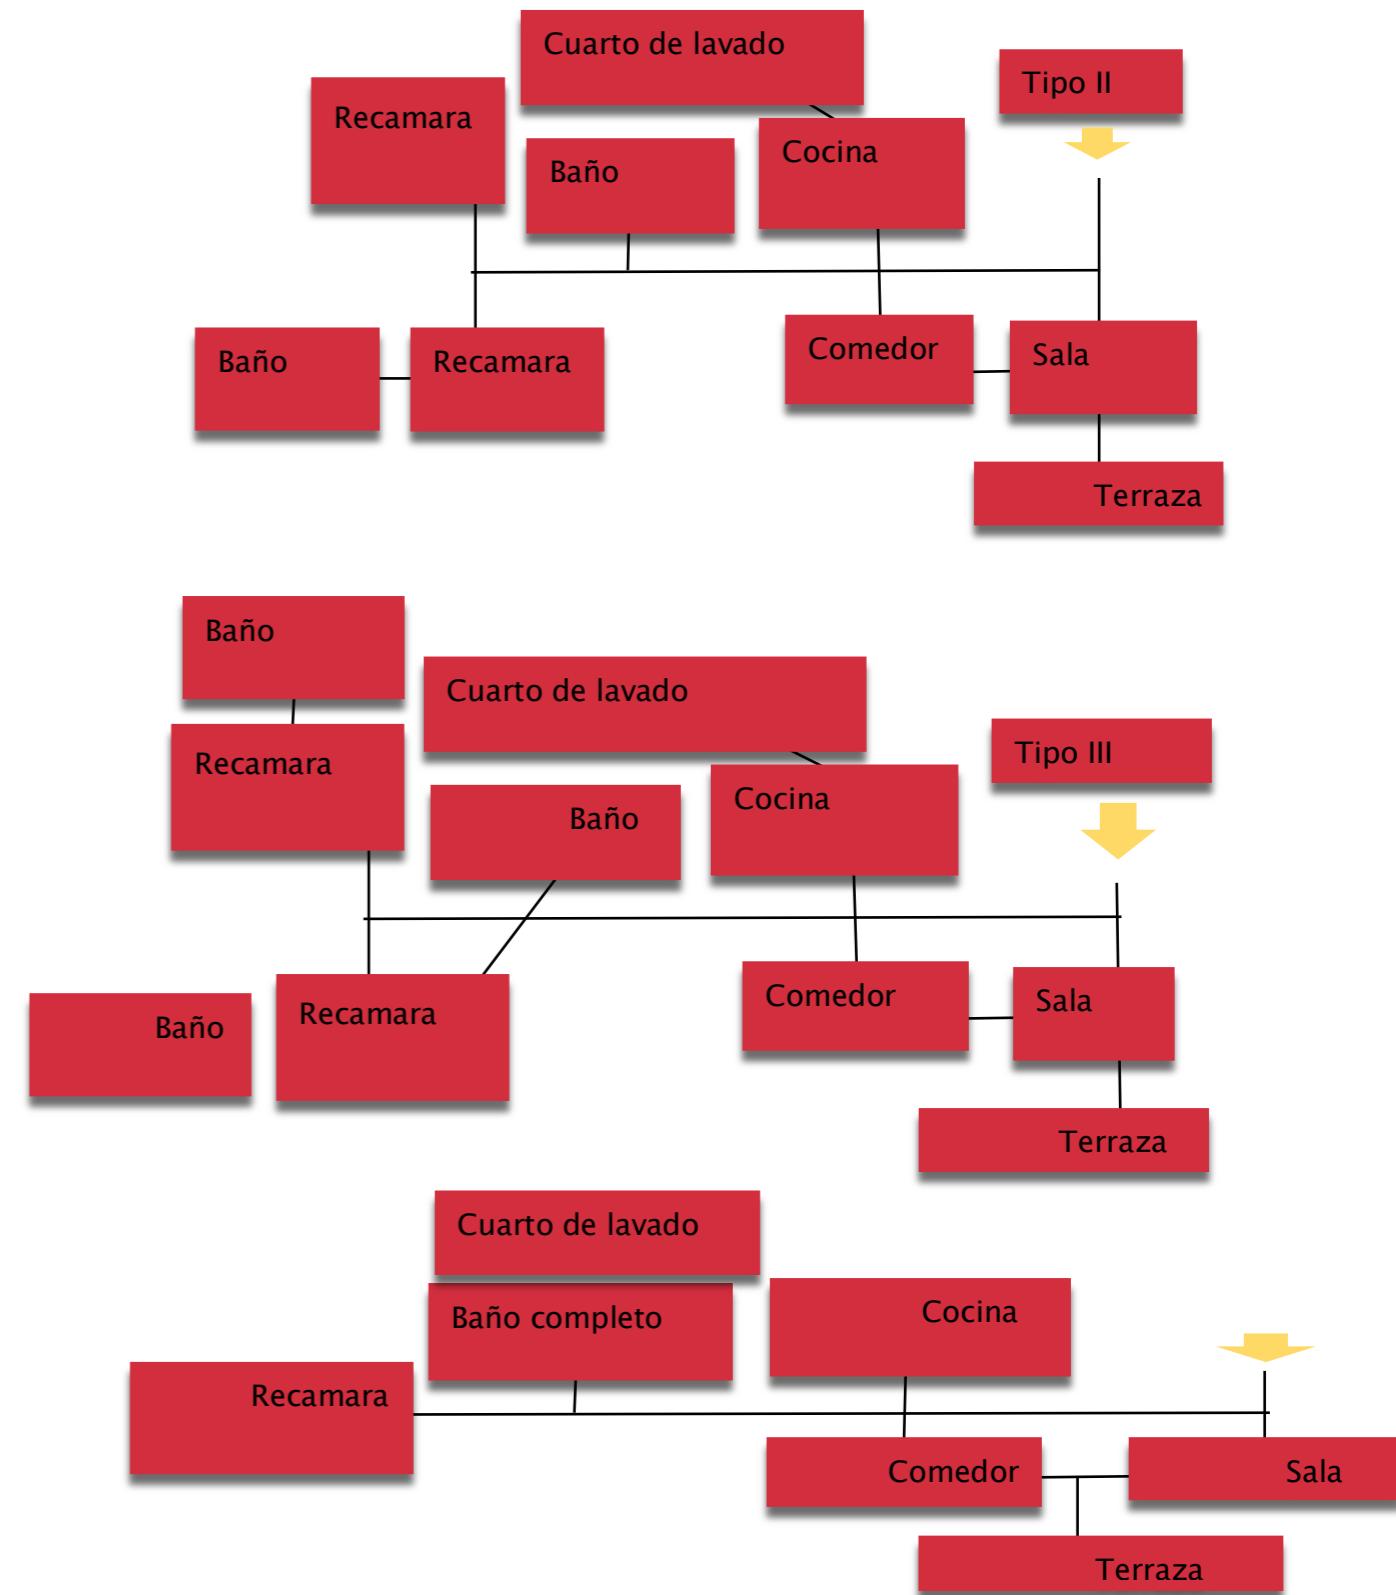 Cuarto de lavado
Tipo II
Recamara
Cocina
Baño
Comedor
Sala
Baño
Recamara
Terraza
Baño
Cuarto de lavado
Tipo III
Recamara
Cocina
Baño
Comedor
Sala
Recamara
Baño
Terraza
Cuarto de lavado
Cocina
Baño completo
Recamara
Comedor
Sala
Terraza